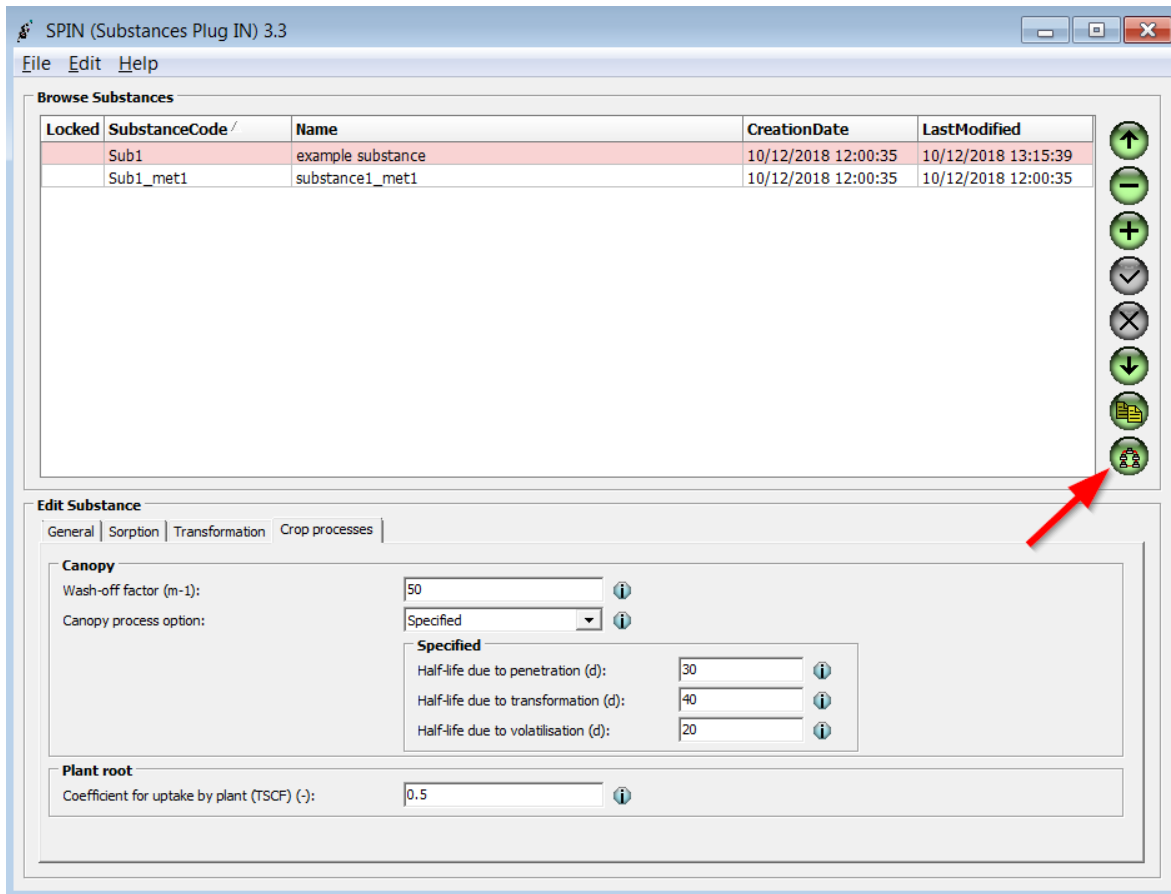 SPIN (Substances Plug IN) 3.3
File Edit Help
Browse Substances
Locked SubstanceCode Name CreationDate LastModified
Sub1 example substance 10/12/2018 12:00:35 10/12/2018 13:15:39
Sub1_met1 substance1_met1 10/12/2018 12:00:35 10/12/2018 12:00:35
Edit Substance
General Sorption Transformation Crop processes
Canopy
Wash-off factor (m-1): 50
Canopy process option: Specified
Specified
Half-life due to penetration (d): 30
Half-life due to transformation (d): 40
Half-life due to volatilisation (d): 20
Plant root
Coefficient for uptake by plant (TSCF) (-): 0.5